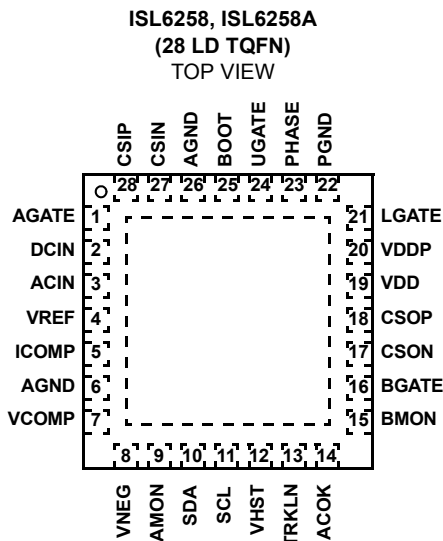 ISL6258, ISL6258A
(28 LD TQFN)
TOP VIEW
CSIP
CSIN
AGND
BOOT
UGATE
PHASE
PGND
28 27 26 25 24 23 22
AGATE 1 21 LGATE
DCIN 2 20 VDDP
ACIN 3 19 VDD
VREF 4 18 CSOP
ICOMP 5 17 CSON
AGND 6 16 BGATE
VCOMP 7 15 BMON
8 9 10 11 12 13 14
VNEG
AMON
SDA
SCL
VHST
TRKLN
ACOK